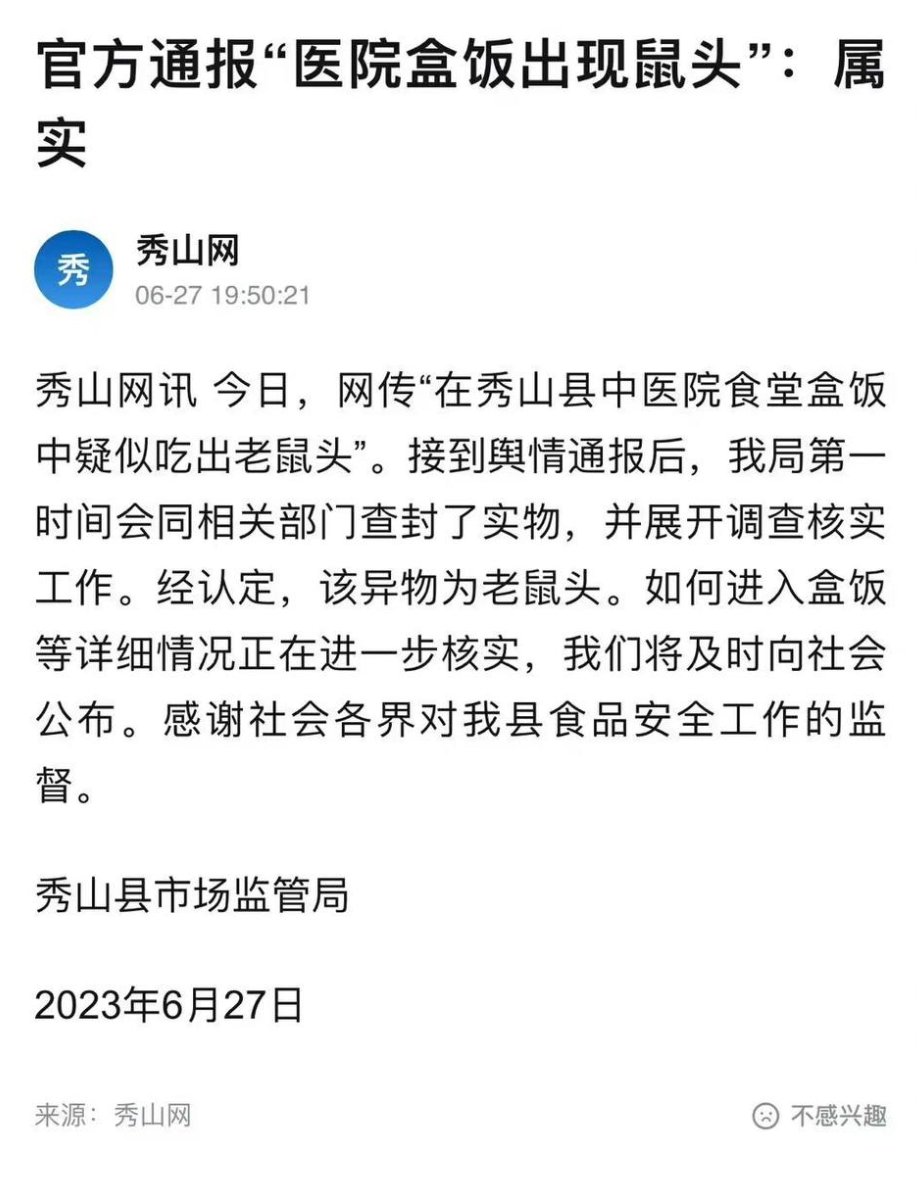 官方通报“医院盒饭出现鼠头”：属
实
秀
秀山网
06-27 19:50:21
秀山网讯 今日，网传“在秀山县中医院食堂盒饭
中疑似吃出老鼠头”。接到舆情通报后，我局第一
时间会同相关部门查封了实物，并展开调查核实
工作。经认定，该异物为老鼠头。如何进入盒饭
等详细情况正在进一步核实，我们将及时向社会
公布。感谢社会各界对我县食品安全工作的监
督。
秀山县市场监管局
2023年6月27日
来源：秀山网
不感兴趣